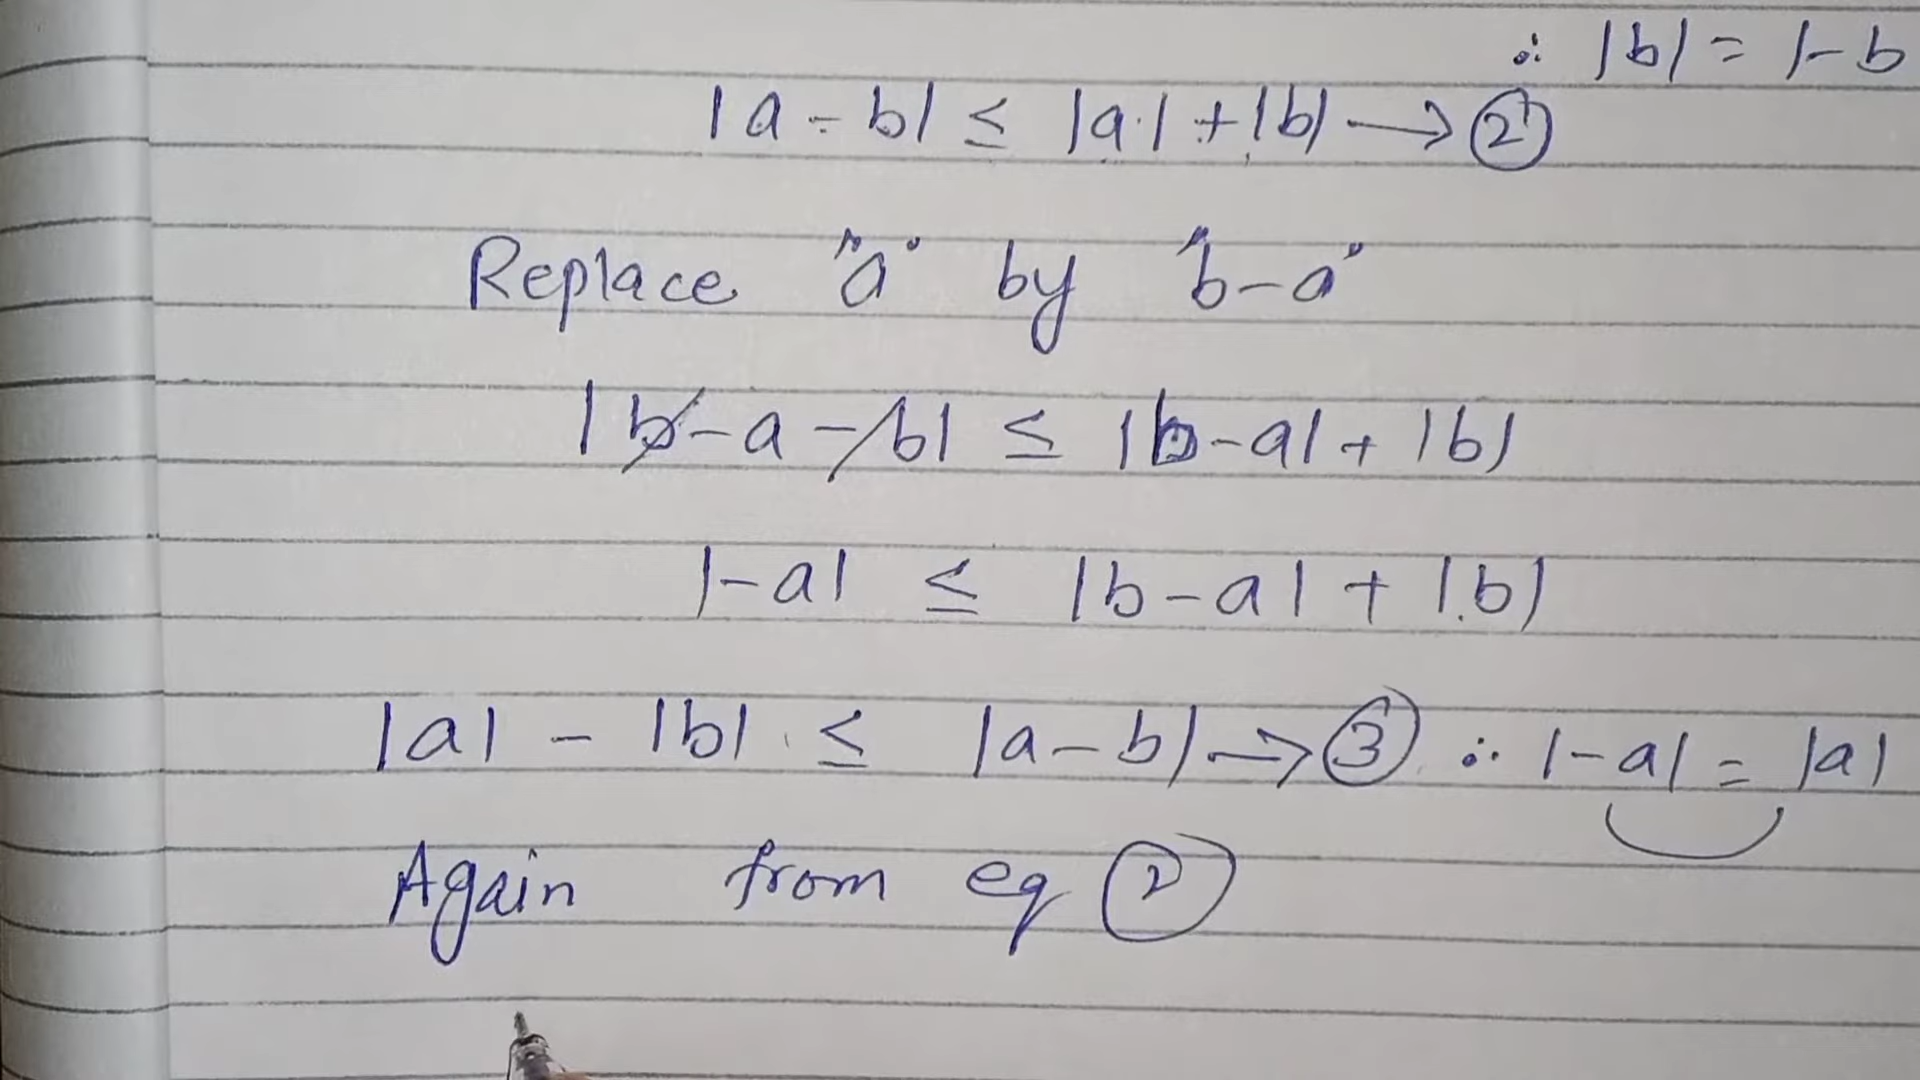 ∴ |b| = |-b
|a - b| ≤ |a| + |b| → ②
Replace "a" by "b-a"
|b - a - b| ≤ |b-a| + |b|
|-a| ≤ |b-a| + |b|
|a| - |b| ≤ |a-b| → ③ ∴ |-a| = |a|
Again from eq ②